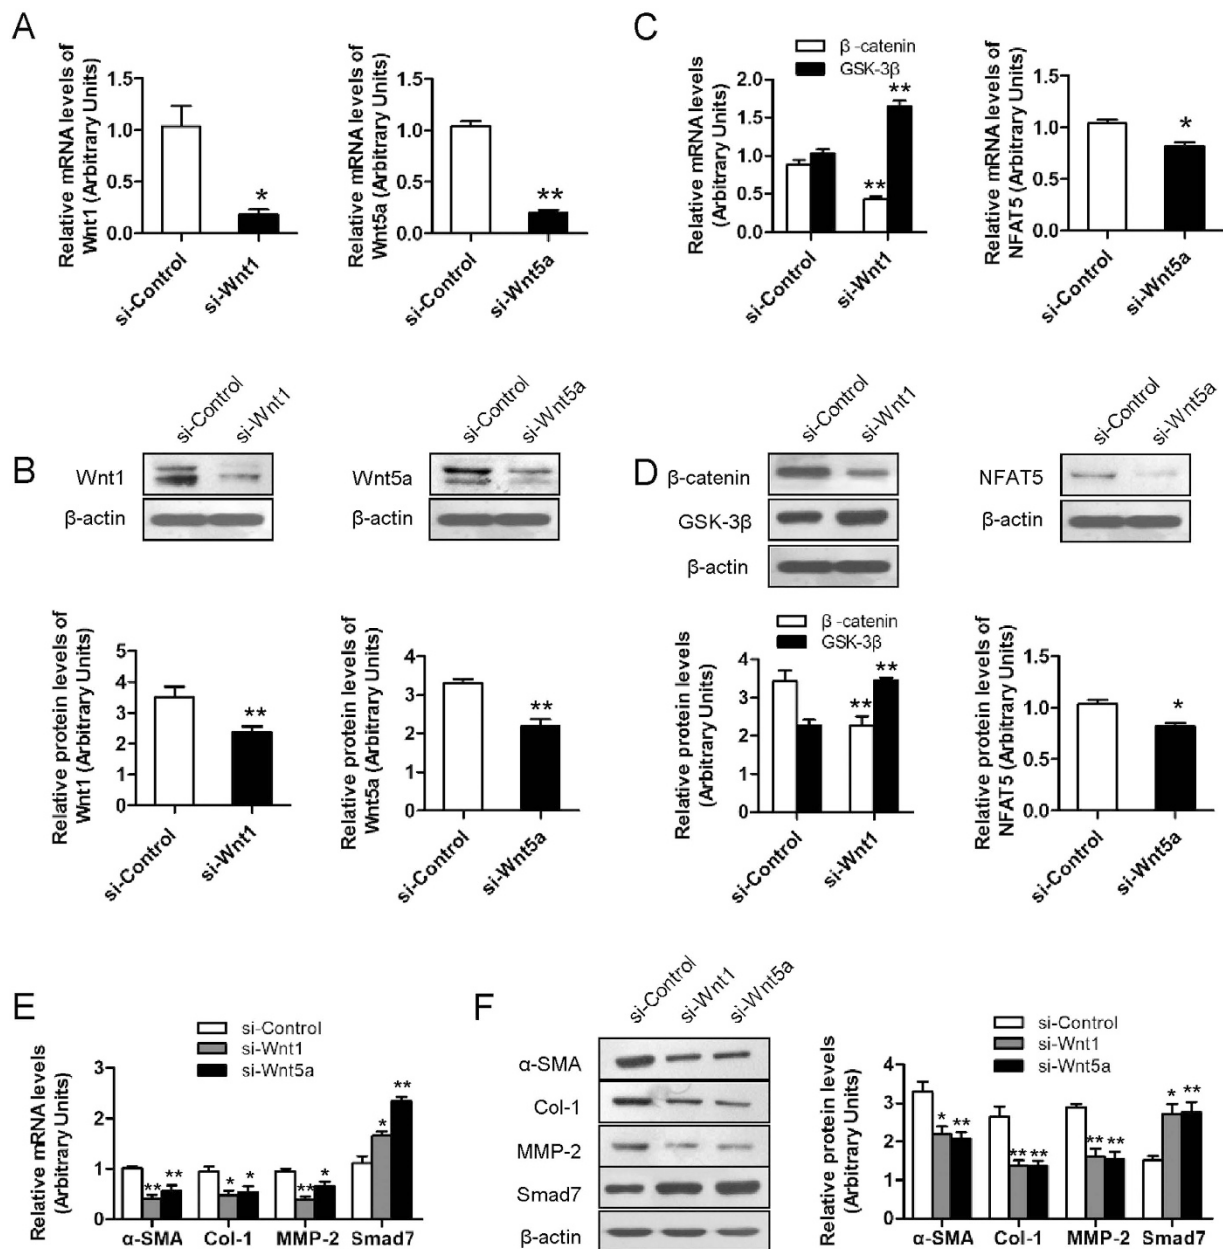 A
Relative mRNA levels of
Wnt1 (Arbitrary Units)
1.5
1.0
0.5
0.0
*
si-Control
si-Wnt1
Relative mRNA levels of
Wnt5a (Arbitrary Units)
1.5
1.0
0.5
0.0
**
si-Control
si-Wnt5a
C
β-catenin
GSK-3β
Relative mRNA levels
(Arbitrary Units)
2.0
1.5
1.0
0.5
0.0
**
**
si-Control
si-Wnt1
Relative mRNA levels of
NFAT5 (Arbitrary Units)
1.5
1.0
0.5
0.0
*
si-Control
si-Wnt5a
B
si-Control
si-Wnt1
Wnt1
β-actin
si-Control
si-Wnt5a
Wnt5a
β-actin
Relative protein levels of
Wnt1 (Arbitrary Units)
5
4
3
2
1
0
**
si-Control
si-Wnt1
Relative protein levels of
Wnt5a (Arbitrary Units)
4
3
2
1
0
**
si-Control
si-Wnt5a
D
si-Control
si-Wnt1
β-catenin
GSK-3β
β-actin
si-Control
si-Wnt5a
NFAT5
β-actin
β-catenin
GSK-3β
Relative protein levels
(Arbitrary Units)
4
3
2
1
0
**
**
si-Control
si-Wnt1
Relative protein levels of
NFAT5 (Arbitrary Units)
1.5
1.0
0.5
0.0
*
si-Control
si-Wnt5a
E
si-Control
si-Wnt1
si-Wnt5a
Relative mRNA levels
(Arbitrary Units)
3
2
1
0
**
**
*
*
**
*
*
**
α-SMA
Col-1
MMP-2
Smad7
F
si-Control
si-Wnt1
si-Wnt5a
α-SMA
Col-1
MMP-2
Smad7
β-actin
si-Control
si-Wnt1
si-Wnt5a
Relative protein levels
(Arbitrary Units)
4
3
2
1
0
*
**
**
**
**
**
*
**
α-SMA
Col-1
MMP-2
Smad7